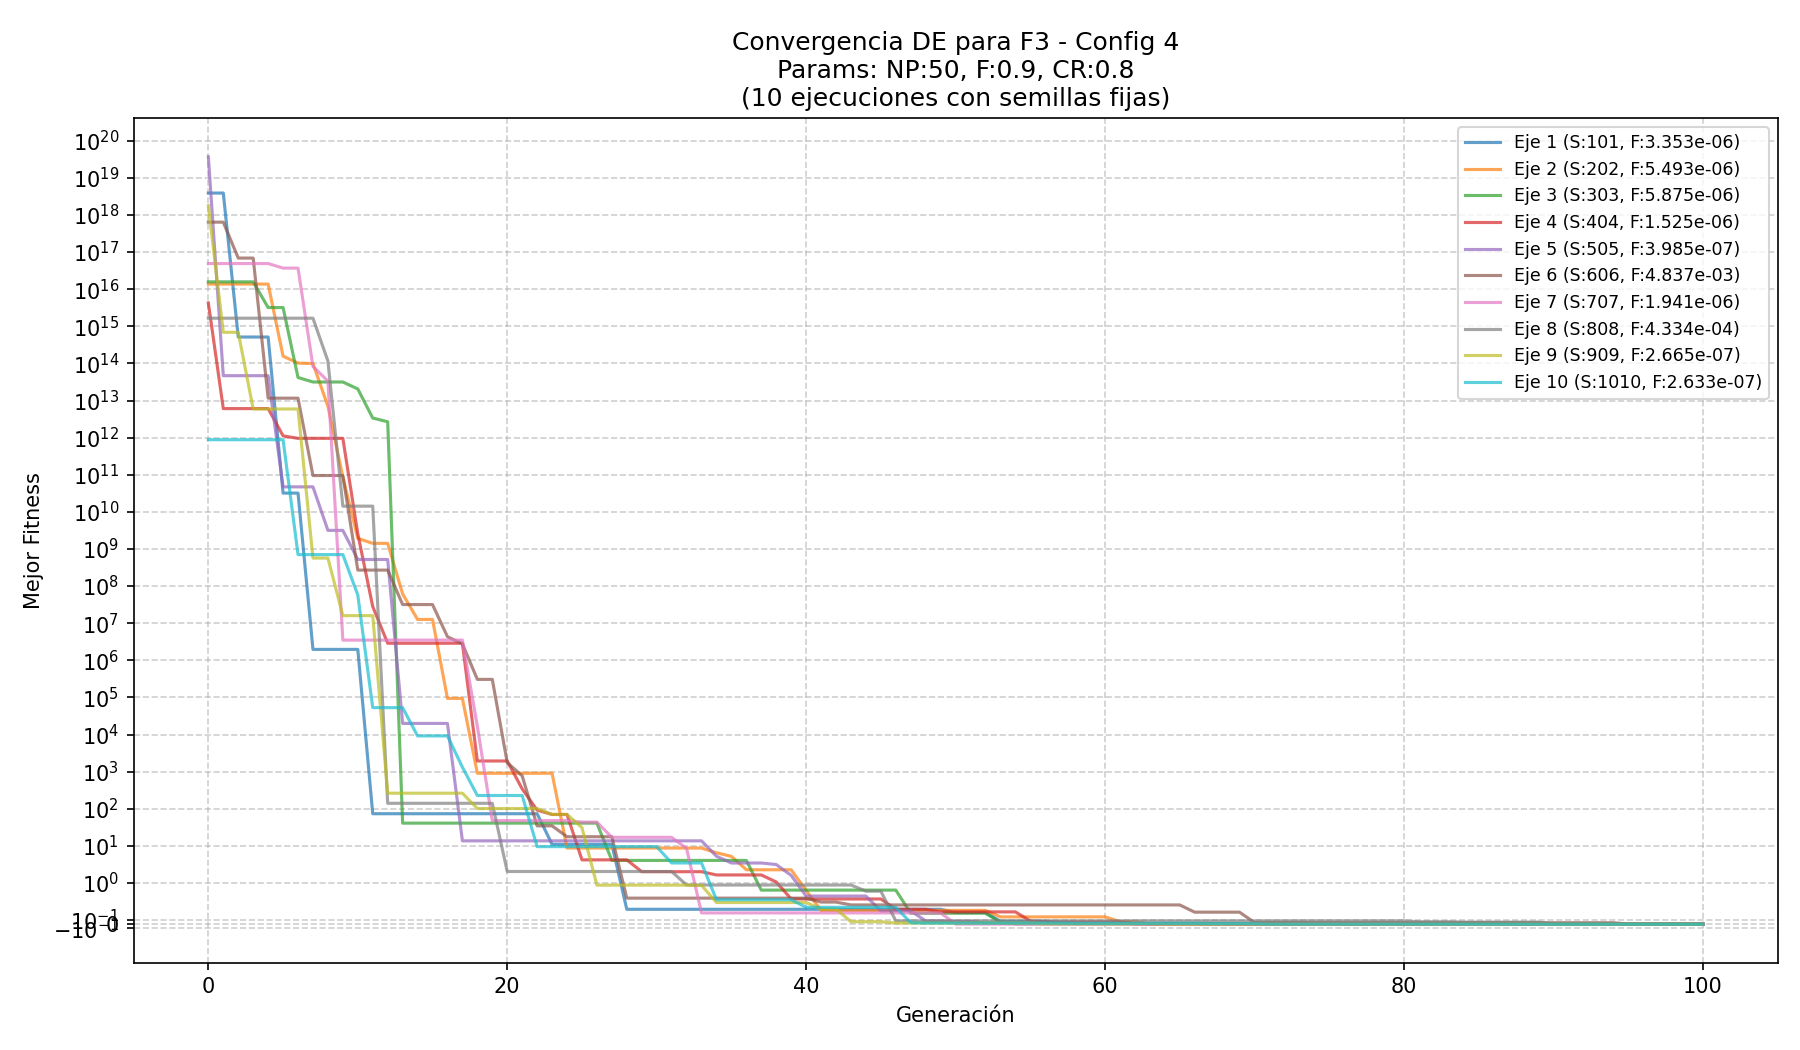 Convergencia DE para F3 - Config 4
Params: NP:50, F:0.9, CR:0.8
(10 ejecuciones con semillas fijas)
Mejor Fitness
10^20
10^19
10^18
10^17
10^16
10^15
10^14
10^13
10^12
10^11
10^10
10^9
10^8
10^7
10^6
10^5
10^4
10^3
10^2
10^1
10^0
10^-1
0
Eje 1 (S:101, F:3.353e-06)
Eje 2 (S:202, F:5.493e-06)
Eje 3 (S:303, F:5.875e-06)
Eje 4 (S:404, F:1.525e-06)
Eje 5 (S:505, F:3.985e-07)
Eje 6 (S:606, F:4.837e-03)
Eje 7 (S:707, F:1.941e-06)
Eje 8 (S:808, F:4.334e-04)
Eje 9 (S:909, F:2.665e-07)
Eje 10 (S:1010, F:2.633e-07)
0 20 40 60 80 100
Generación